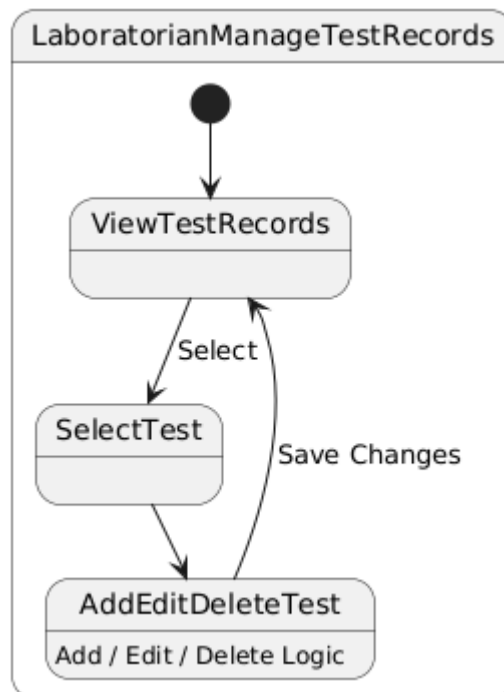 LaboratorianManageTestRecords
ViewTestRecords
Select
SelectTest
Save Changes
AddEditDeleteTest
Add / Edit / Delete Logic